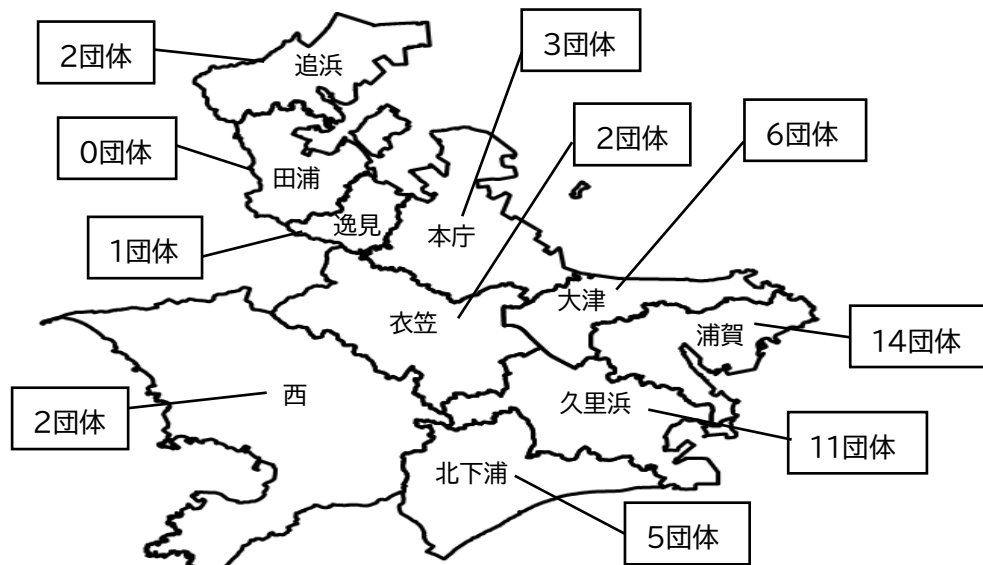 追浜
2団体
3団体
2団体
6団体
0団体
田浦
逸見
1団体
本庁
大津
衣笠
浦賀
14団体
西
2団体
久里浜
11団体
北下浦
5団体